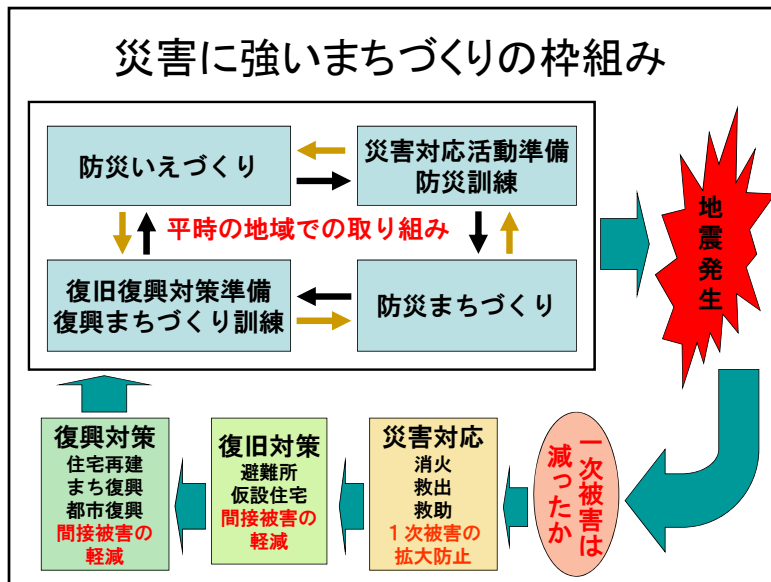 災害に強いまちづくりの枠組み
防災いえづくり
災害対応活動準備
防災訓練
平時の地域での取り組み
復旧復興対策準備
復興まちづくり訓練
防災まちづくり
地震発生
一次被害は
減ったか
災害対応
消火
救出
救助
１次被害の
拡大防止
復旧対策
避難所
仮設住宅
間接被害の
軽減
復興対策
住宅再建
まち復興
都市復興
間接被害の
軽減